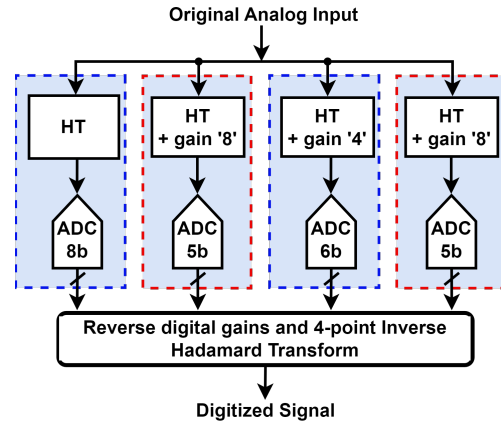 Original Analog Input
HT
HT
+ gain '8'
HT
+ gain '4'
HT
+ gain '8'
ADC
8b
ADC
5b
ADC
6b
ADC
5b
Reverse digital gains and 4-point Inverse
Hadamard Transform
Digitized Signal